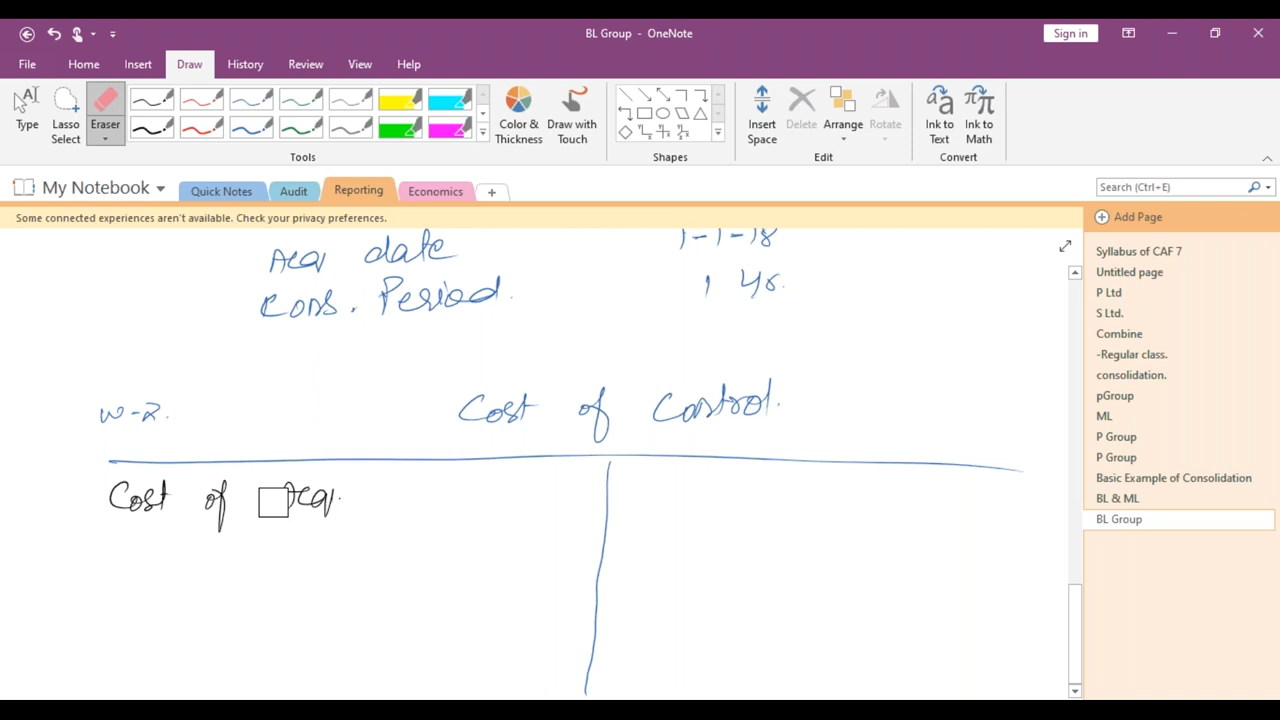 BL Group - OneNote
Sign in
File Home Insert Draw History Review View Help
Type
Lasso Select
Eraser
Color & Thickness
Draw with Touch
Insert Space
Delete
Arrange
Rotate
Ink to Text
Ink to Math
Tools
Shapes
Edit
Convert
My Notebook
Quick Notes
Audit
Reporting
Economics
Search (Ctrl+E)
Some connected experiences aren't available. Check your privacy preferences.
Add Page
Syllabus of CAF 7
Untitled page
P Ltd
S Ltd.
Combine
-Regular class.
consolidation.
pGroup
ML
P Group
P Group
Basic Example of Consolidation
BL & ML
BL Group
Acq date 1-1-18
Cons. Period. 1 Yr.
W-2. Cost of Control.
Cost of Acq.